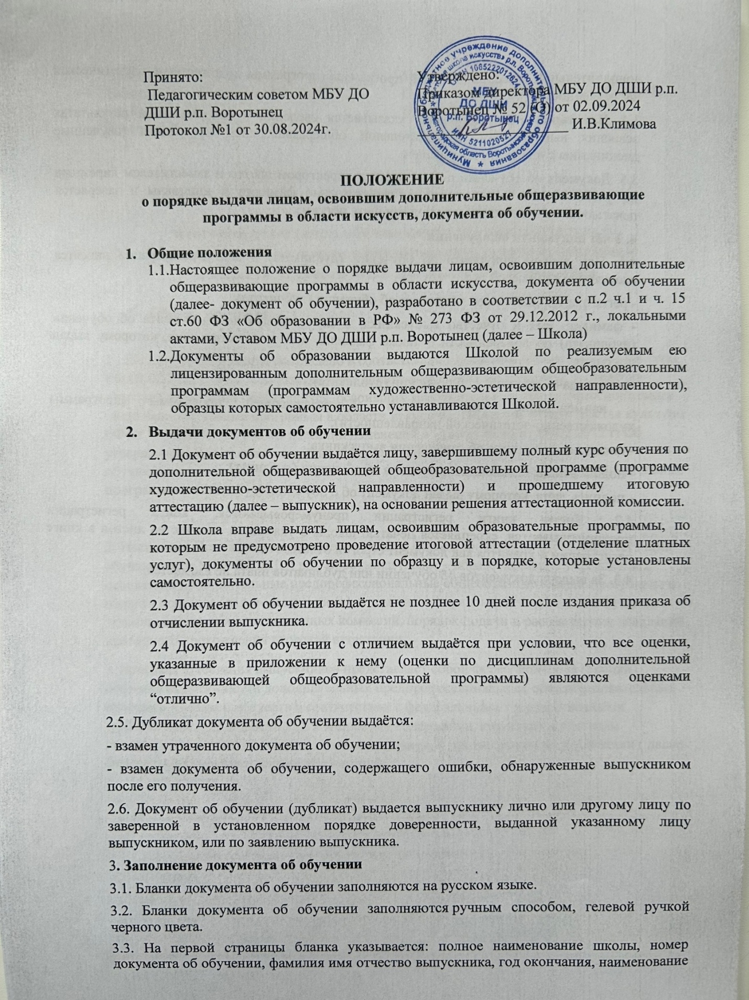 Принято:
Педагогическим советом МБУ ДО
ДШИ р.п. Воротынец
Протокол №1 от 30.08.2024г.
Утверждено:
Приказом директора МБУ ДО ДШИ р.п.
Воротынец № 52 (О) от 02.09.2024
И.В.Климова
Муниципальное бюджетное учреждение дополнительного образования
ОГРН 1065222012624
МБУ
ДО ДШИ
р.п. Воротынец
ИНН 5211020527
ПОЛОЖЕНИЕ
о порядке выдачи лицам, освоившим дополнительные общеразвивающие
программы в области искусств, документа об обучении.
1. Общие положения
1.1.Настоящее положение о порядке выдачи лицам, освоившим дополнительные
общеразвивающие программы в области искусства, документа об обучении
(далее- документ об обучении), разработано в соответствии с п.2 ч.1 и ч. 15
ст.60 ФЗ «Об образовании в РФ» № 273 ФЗ от 29.12.2012 г., локальными
актами, Уставом МБУ ДО ДШИ р.п. Воротынец (далее – Школа)
1.2.Документы об образовании выдаются Школой по реализуемым ею
лицензированным дополнительным общеразвивающим общеобразовательным
программам (программам художественно-эстетической направленности),
образцы которых самостоятельно устанавливаются Школой.
2. Выдачи документов об обучении
2.1 Документ об обучении выдаётся лицу, завершившему полный курс обучения по
дополнительной общеразвивающей общеобразовательной программе (программе
художественно-эстетической направленности) и прошедшему итоговую
аттестацию (далее – выпускник), на основании решения аттестационной комиссии.
2.2 Школа вправе выдать лицам, освоившим образовательные программы, по
которым не предусмотрено проведение итоговой аттестации (отделение платных
услуг), документы об обучении по образцу и в порядке, которые установлены
самостоятельно.
2.3 Документ об обучении выдаётся не позднее 10 дней после издания приказа об
отчислении выпускника.
2.4 Документ об обучении с отличием выдаётся при условии, что все оценки,
указанные в приложении к нему (оценки по дисциплинам дополнительной
общеразвивающей общеобразовательной программы) являются оценками
“отлично”.
2.5. Дубликат документа об обучении выдаётся:
- взамен утраченного документа об обучении;
- взамен документа об обучении, содержащего ошибки, обнаруженные выпускником
после его получения.
2.6. Документ об обучении (дубликат) выдается выпускнику лично или другому лицу по
заверенной в установленном порядке доверенности, выданной указанному лицу
выпускником, или по заявлению выпускника.
3. Заполнение документа об обучении
3.1. Бланки документа об обучении заполняются на русском языке.
3.2. Бланки документа об обучении заполняются ручным способом, гелевой ручкой
черного цвета.
3.3. На первой страницы бланка указывается: полное наименование школы, номер
документа об обучении, фамилия имя отчество выпускника, год окончания, наименование